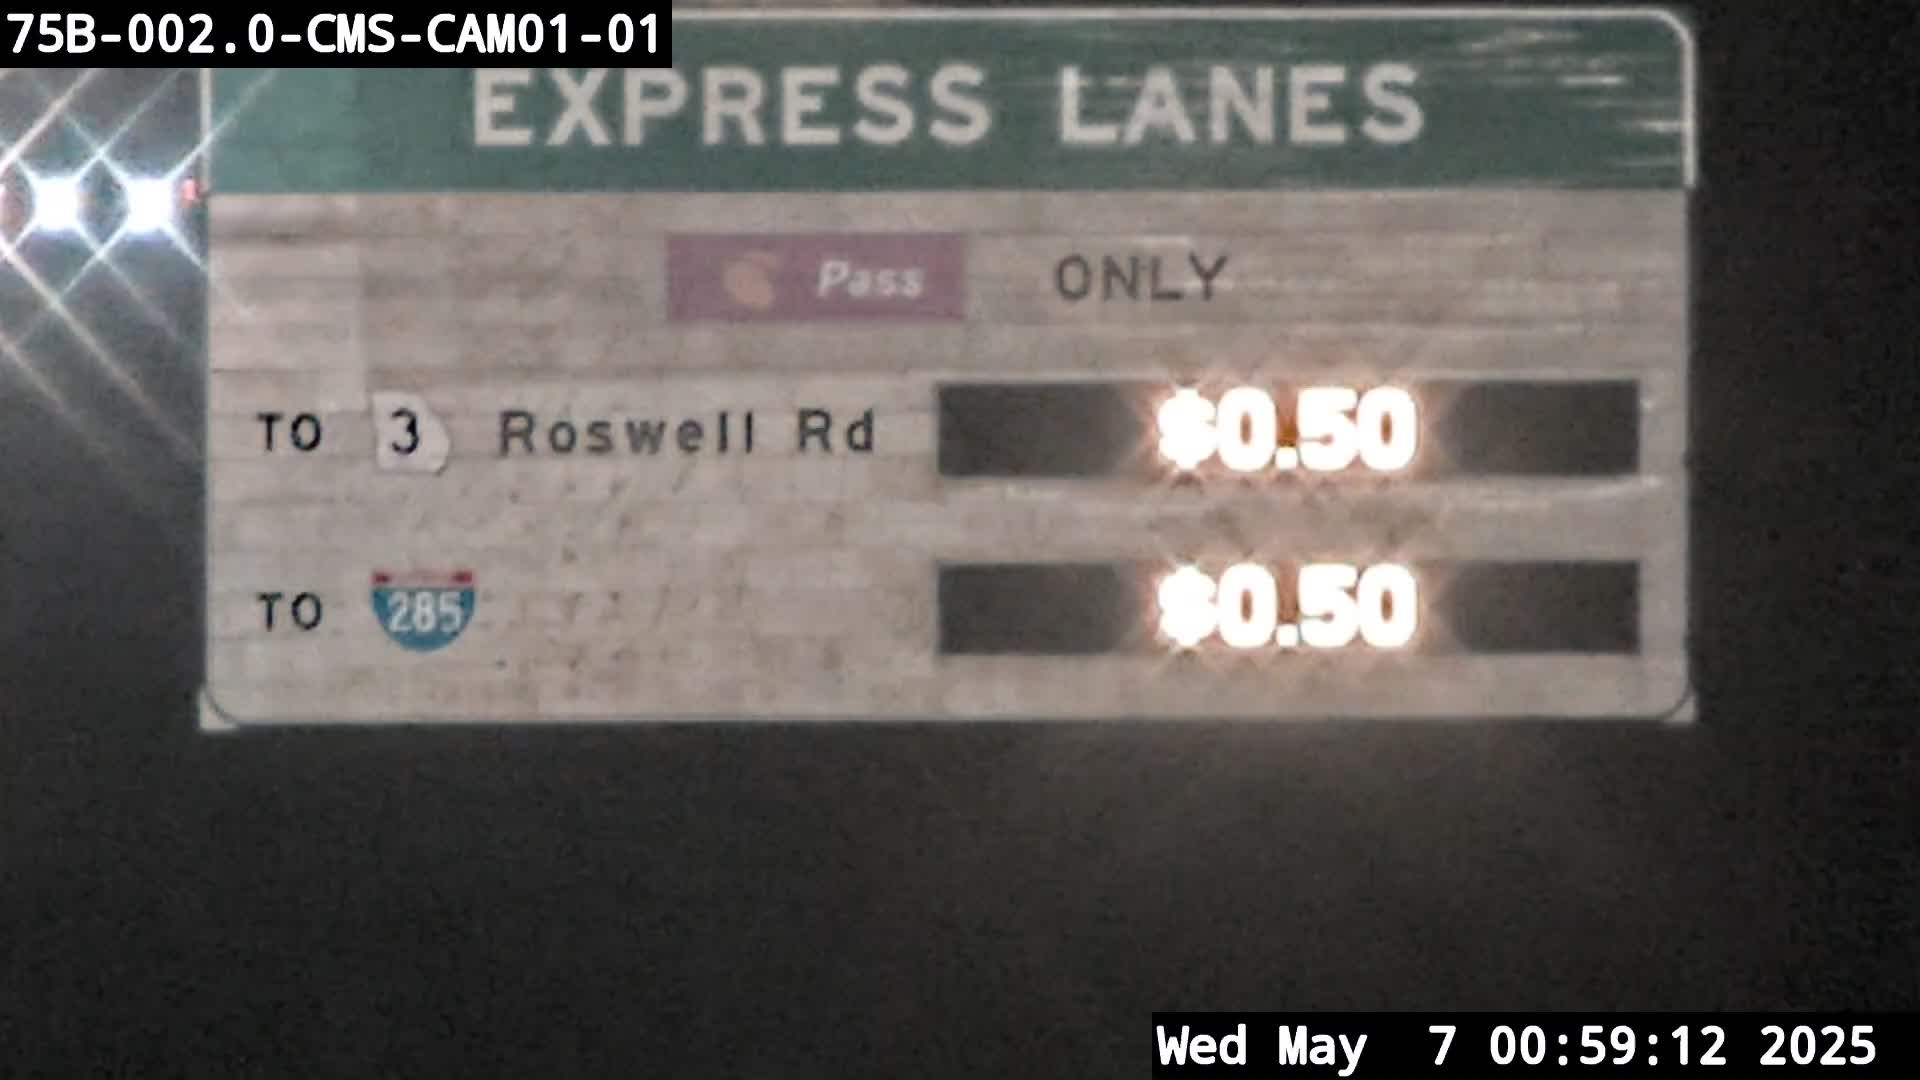 75B-002.0-CMS-CAM01-01
EXPRESS LANES
Pass ONLY
TO 3 Roswell Rd $0.50
TO 285 $0.50
Wed May 7 00:59:12 2025